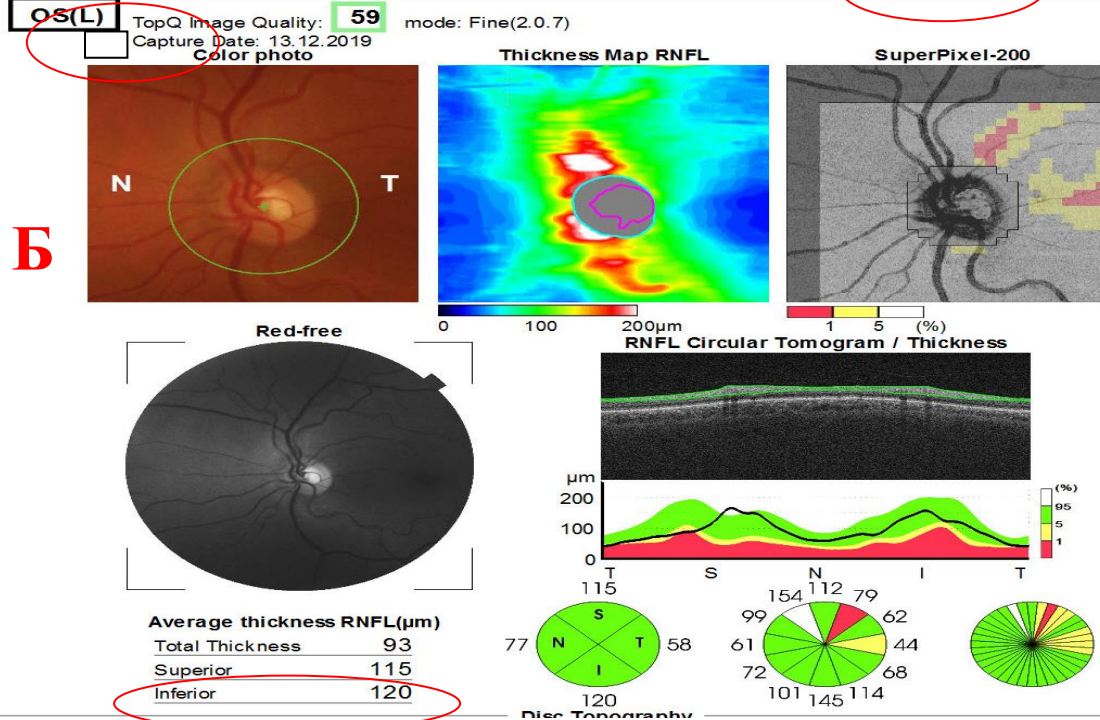 OS(L)
TopQ Image Quality: 59 mode: Fine(2.0.7)
Capture Date: 13.12.2019
Color photo
Thickness Map RNFL
SuperPixel-200
N T
Б
0 100 200µm
1 5 (%)
Red-free
RNFL Circular Tomogram / Thickness
µm
200
100
0
T S N I T
(%)
95
5
1
Average thickness RNFL(µm)
Total Thickness 93
Superior 115
Inferior 120
115
S
77 N T 58
I
120
154 112 79
99 62
61 44
72 68
101 145 114
Disc Topography